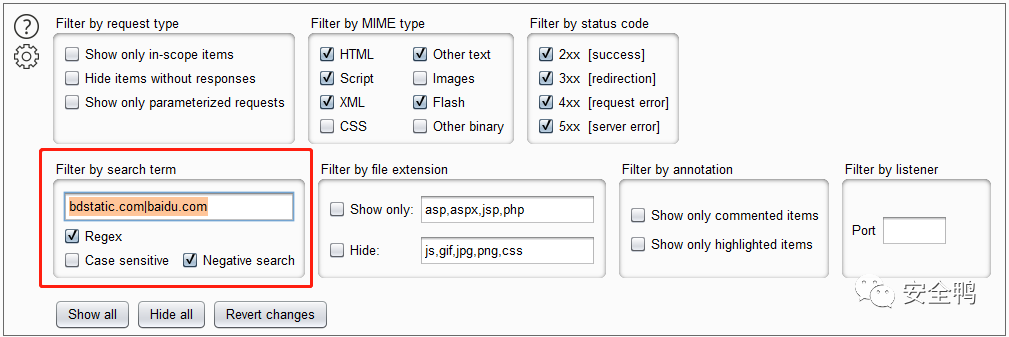 ?
Filter by request type
Show only in-scope items
Hide items without responses
Show only parameterized requests
Filter by MIME type
HTML
Other text
Script
Images
XML
Flash
CSS
Other binary
Filter by status code
2xx [success]
3xx [redirection]
4xx [request error]
5xx [server error]
Filter by search term
bdstatic.com|baidu.com
Regex
Case sensitive
Negative search
Filter by file extension
Show only: asp,aspx,jsp,php
Hide: js,gif,jpg,png,css
Filter by annotation
Show only commented items
Show only highlighted items
Filter by listener
Port
安全鸭
Show all
Hide all
Revert changes